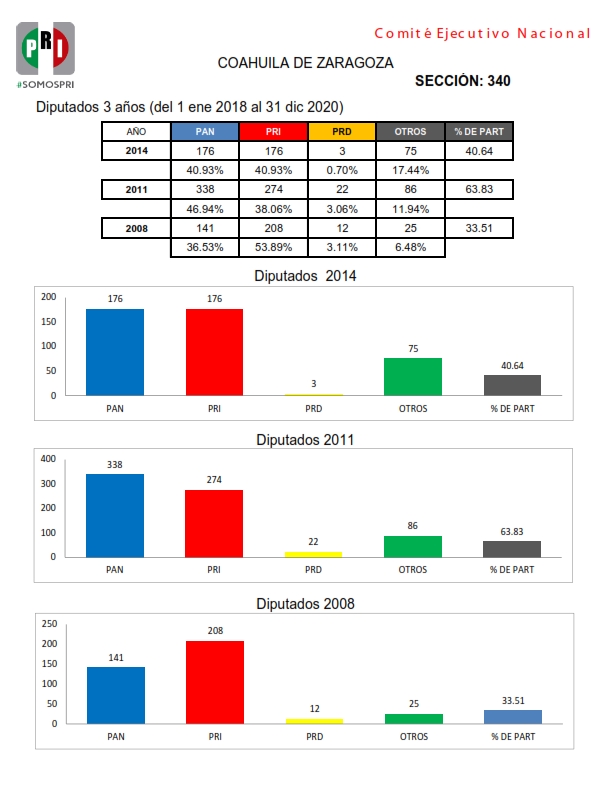 Comité Ejecutivo Nacional
PRI
#SOMOSPRI
COAHUILA DE ZARAGOZA
SECCIÓN: 340
Diputados 3 años (del 1 ene 2018 al 31 dic 2020)
AÑO PAN PRI PRD OTROS % DE PART
2014 176 176 3 75 40.64
40.93% 40.93% 0.70% 17.44%
2011 338 274 22 86 63.83
46.94% 38.06% 3.06% 11.94%
2008 141 208 12 25 33.51
36.53% 53.89% 3.11% 6.48%
Diputados 2014
200
150
100
50
0
176 176 3 75 40.64
PAN PRI PRD OTROS % DE PART
Diputados 2011
400
300
200
100
0
338 274 22 86 63.83
PAN PRI PRD OTROS % DE PART
Diputados 2008
250
200
150
100
50
0
141 208 12 25 33.51
PAN PRI PRD OTROS % DE PART